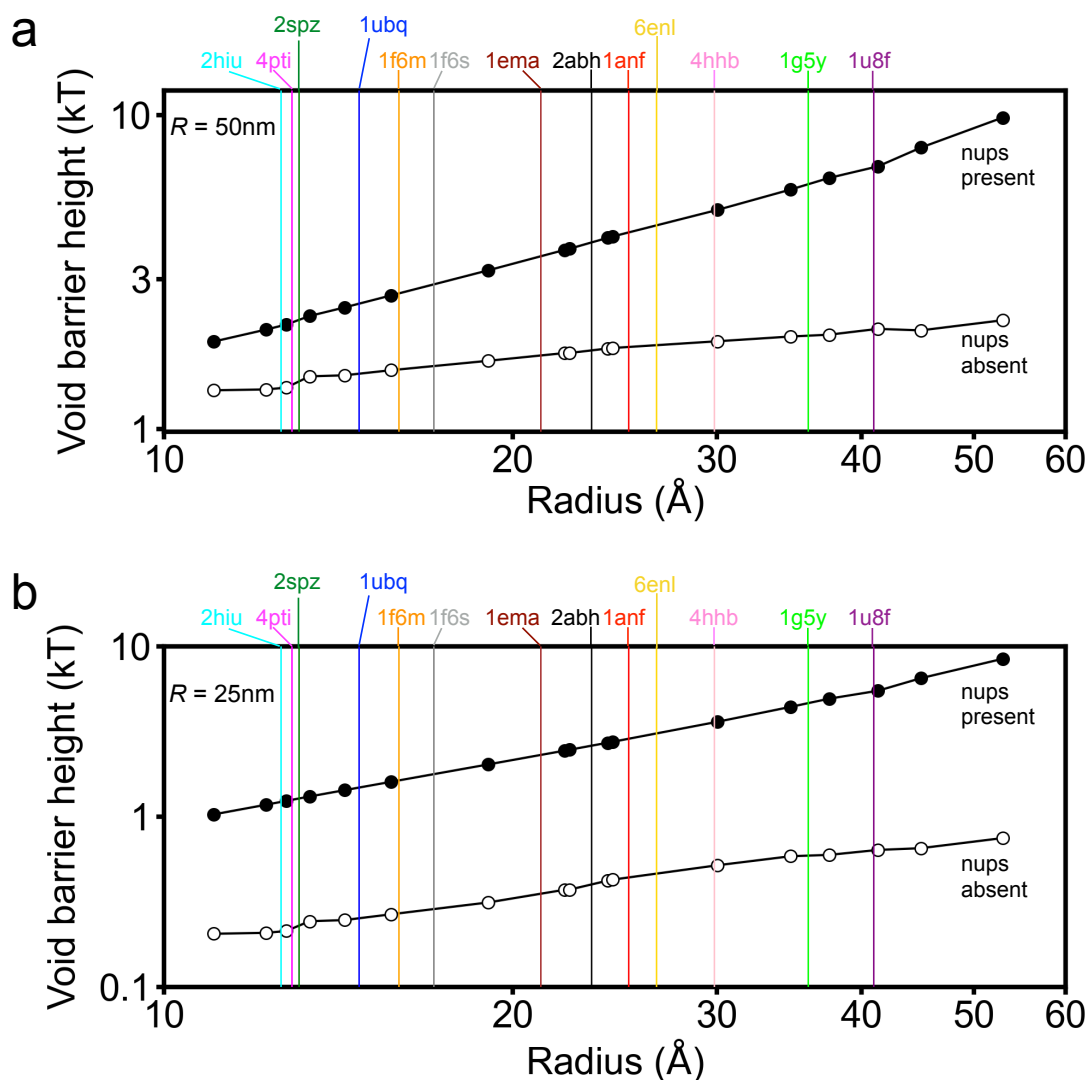 a
2spz 1ubq 6enl
2hiu 4pti 1f6m 1f6s 1ema 2abh 1anf 4hhb 1g5y 1u8f
Void barrier height (kT)
10
3
1
R = 50nm
nups
present
nups
absent
10 20 30 40 50 60
Radius (Å)
b
2spz 1ubq 6enl
2hiu 4pti 1f6m 1f6s 1ema 2abh 1anf 4hhb 1g5y 1u8f
Void barrier height (kT)
10
1
0.1
R = 25nm
nups
present
nups
absent
10 20 30 40 50 60
Radius (Å)